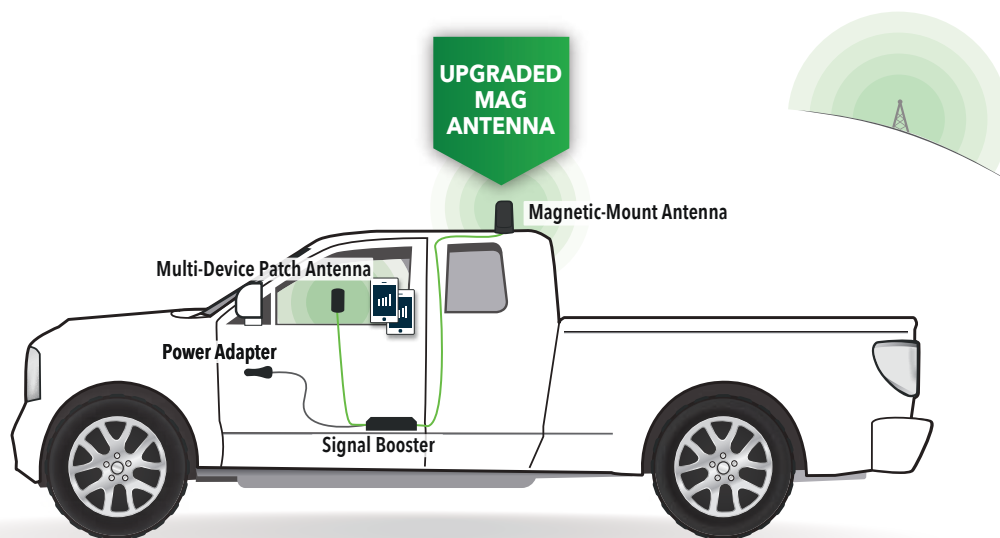 UPGRADED
MAG
ANTENNA
Magnetic-Mount Antenna
Multi-Device Patch Antenna
Power Adapter
Signal Booster